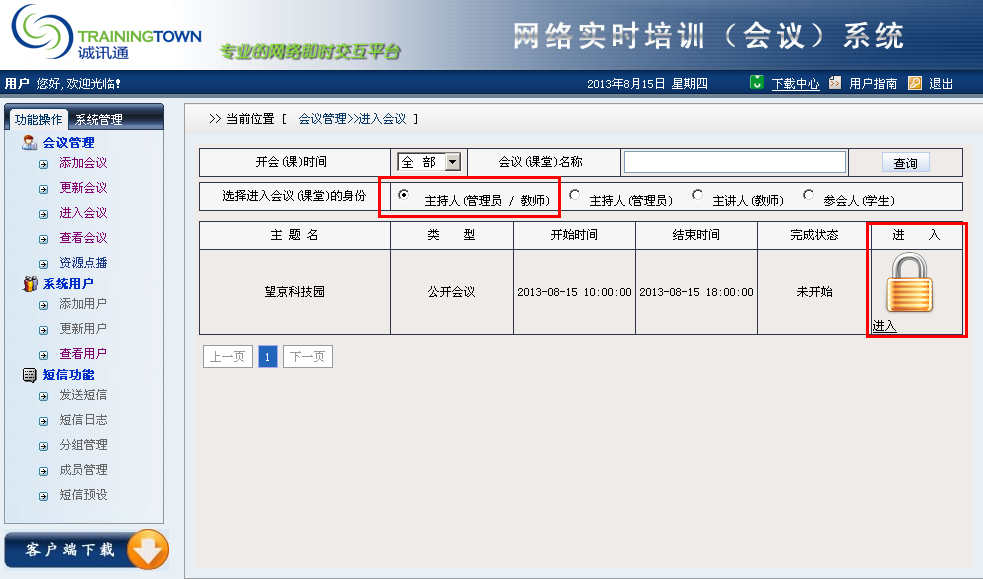 TRAININGTOWN
诚讯通
专业的网络即时交互平台
网络实时培训（会议）系统
用户 您好,欢迎光临!
2013年8月15日 星期四
下载中心 用户指南 退出
功能操作 系统管理
会议管理
添加会议
更新会议
进入会议
查看会议
资源点播
系统用户
添加用户
更新用户
查看用户
短信功能
发送短信
短信日志
分组管理
成员管理
短信预设
客户端下载
>> 当前位置 [ 会议管理>>进入会议 ]
开会(课)时间 全 部 会议(课堂)名称 查询
选择进入会议(课堂)的身份 主持人(管理员 / 教师) 主持人(管理员) 主讲人(教师) 参会人(学生)
主 题 名 类 型 开始时间 结束时间 完成状态 进 入
望京科技园 公开会议 2013-08-15 10:00:00 2013-08-15 18:00:00 未开始
进入
上一页 1 下一页